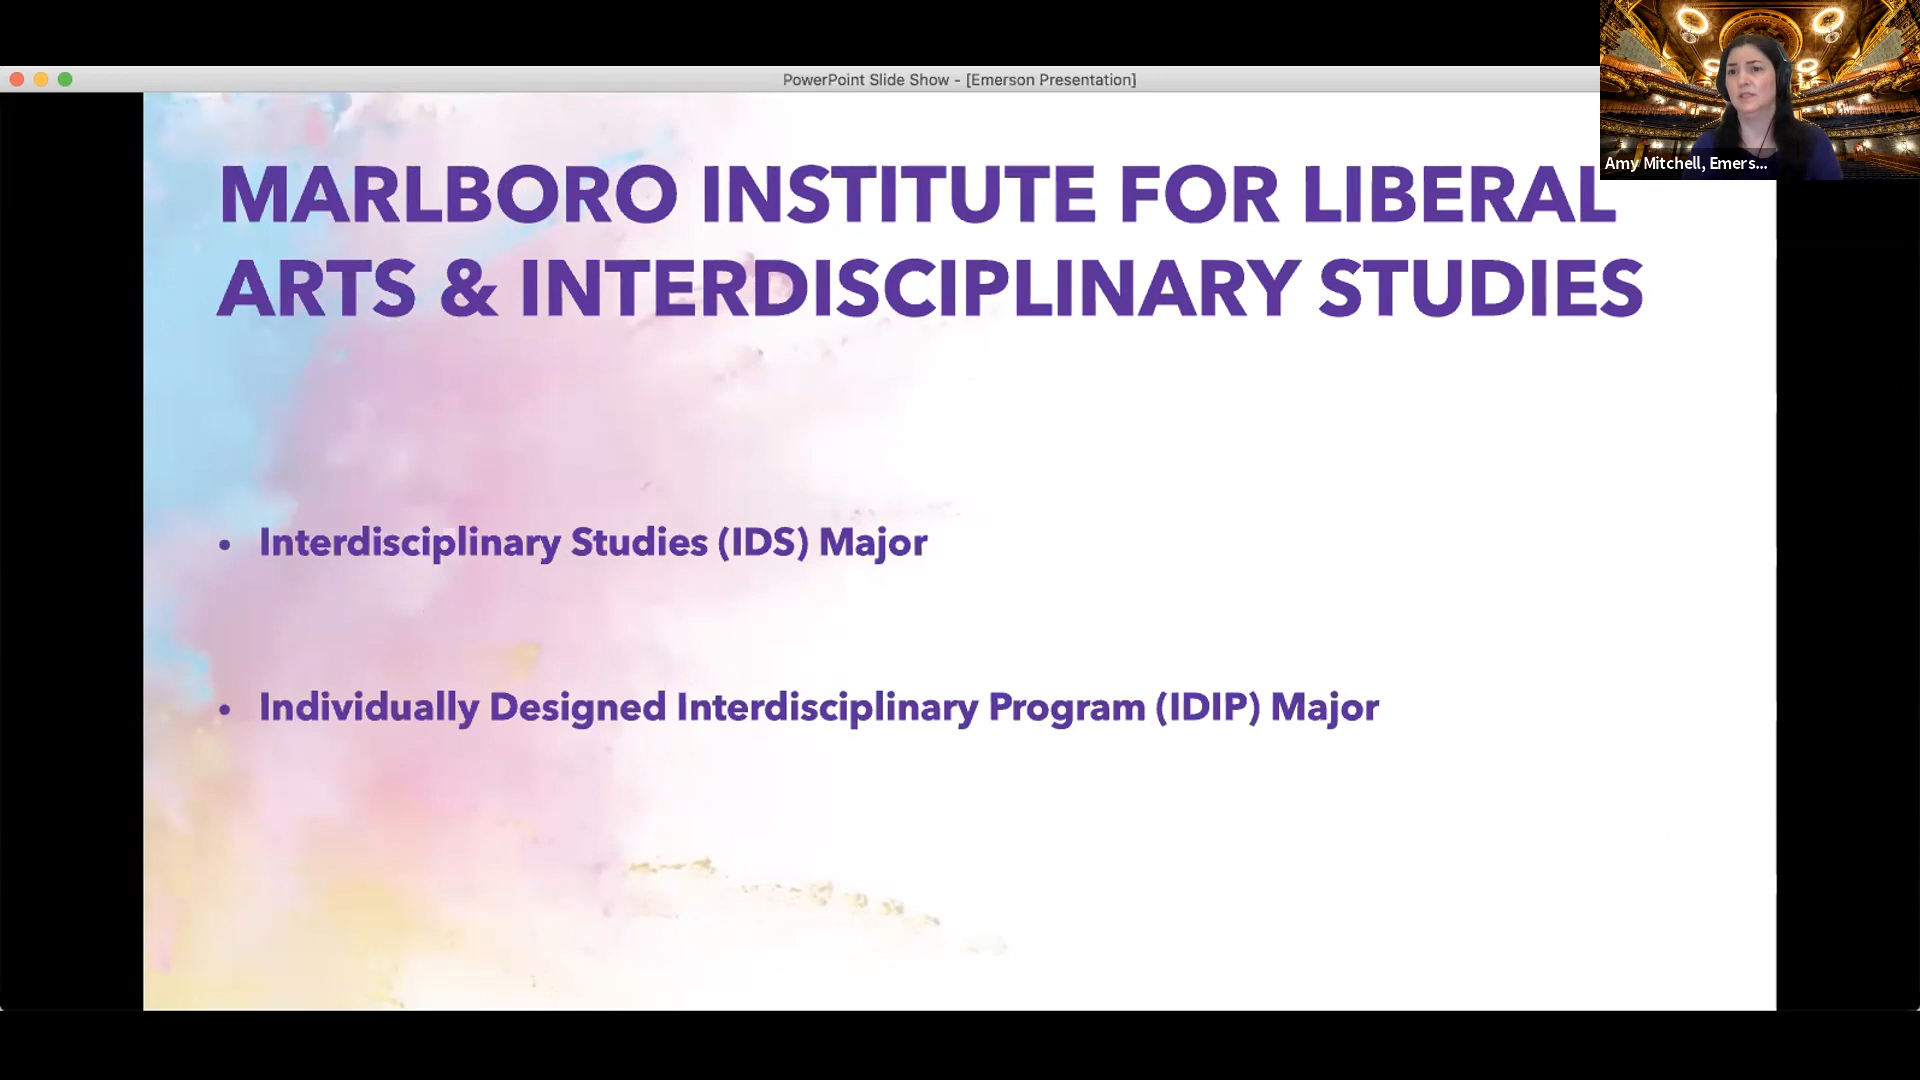 PowerPoint Slide Show - [Emerson Presentation]
Amy Mitchell, Emers...
MARLBORO INSTITUTE FOR LIBERAL
ARTS & INTERDISCIPLINARY STUDIES
• Interdisciplinary Studies (IDS) Major
• Individually Designed Interdisciplinary Program (IDIP) Major